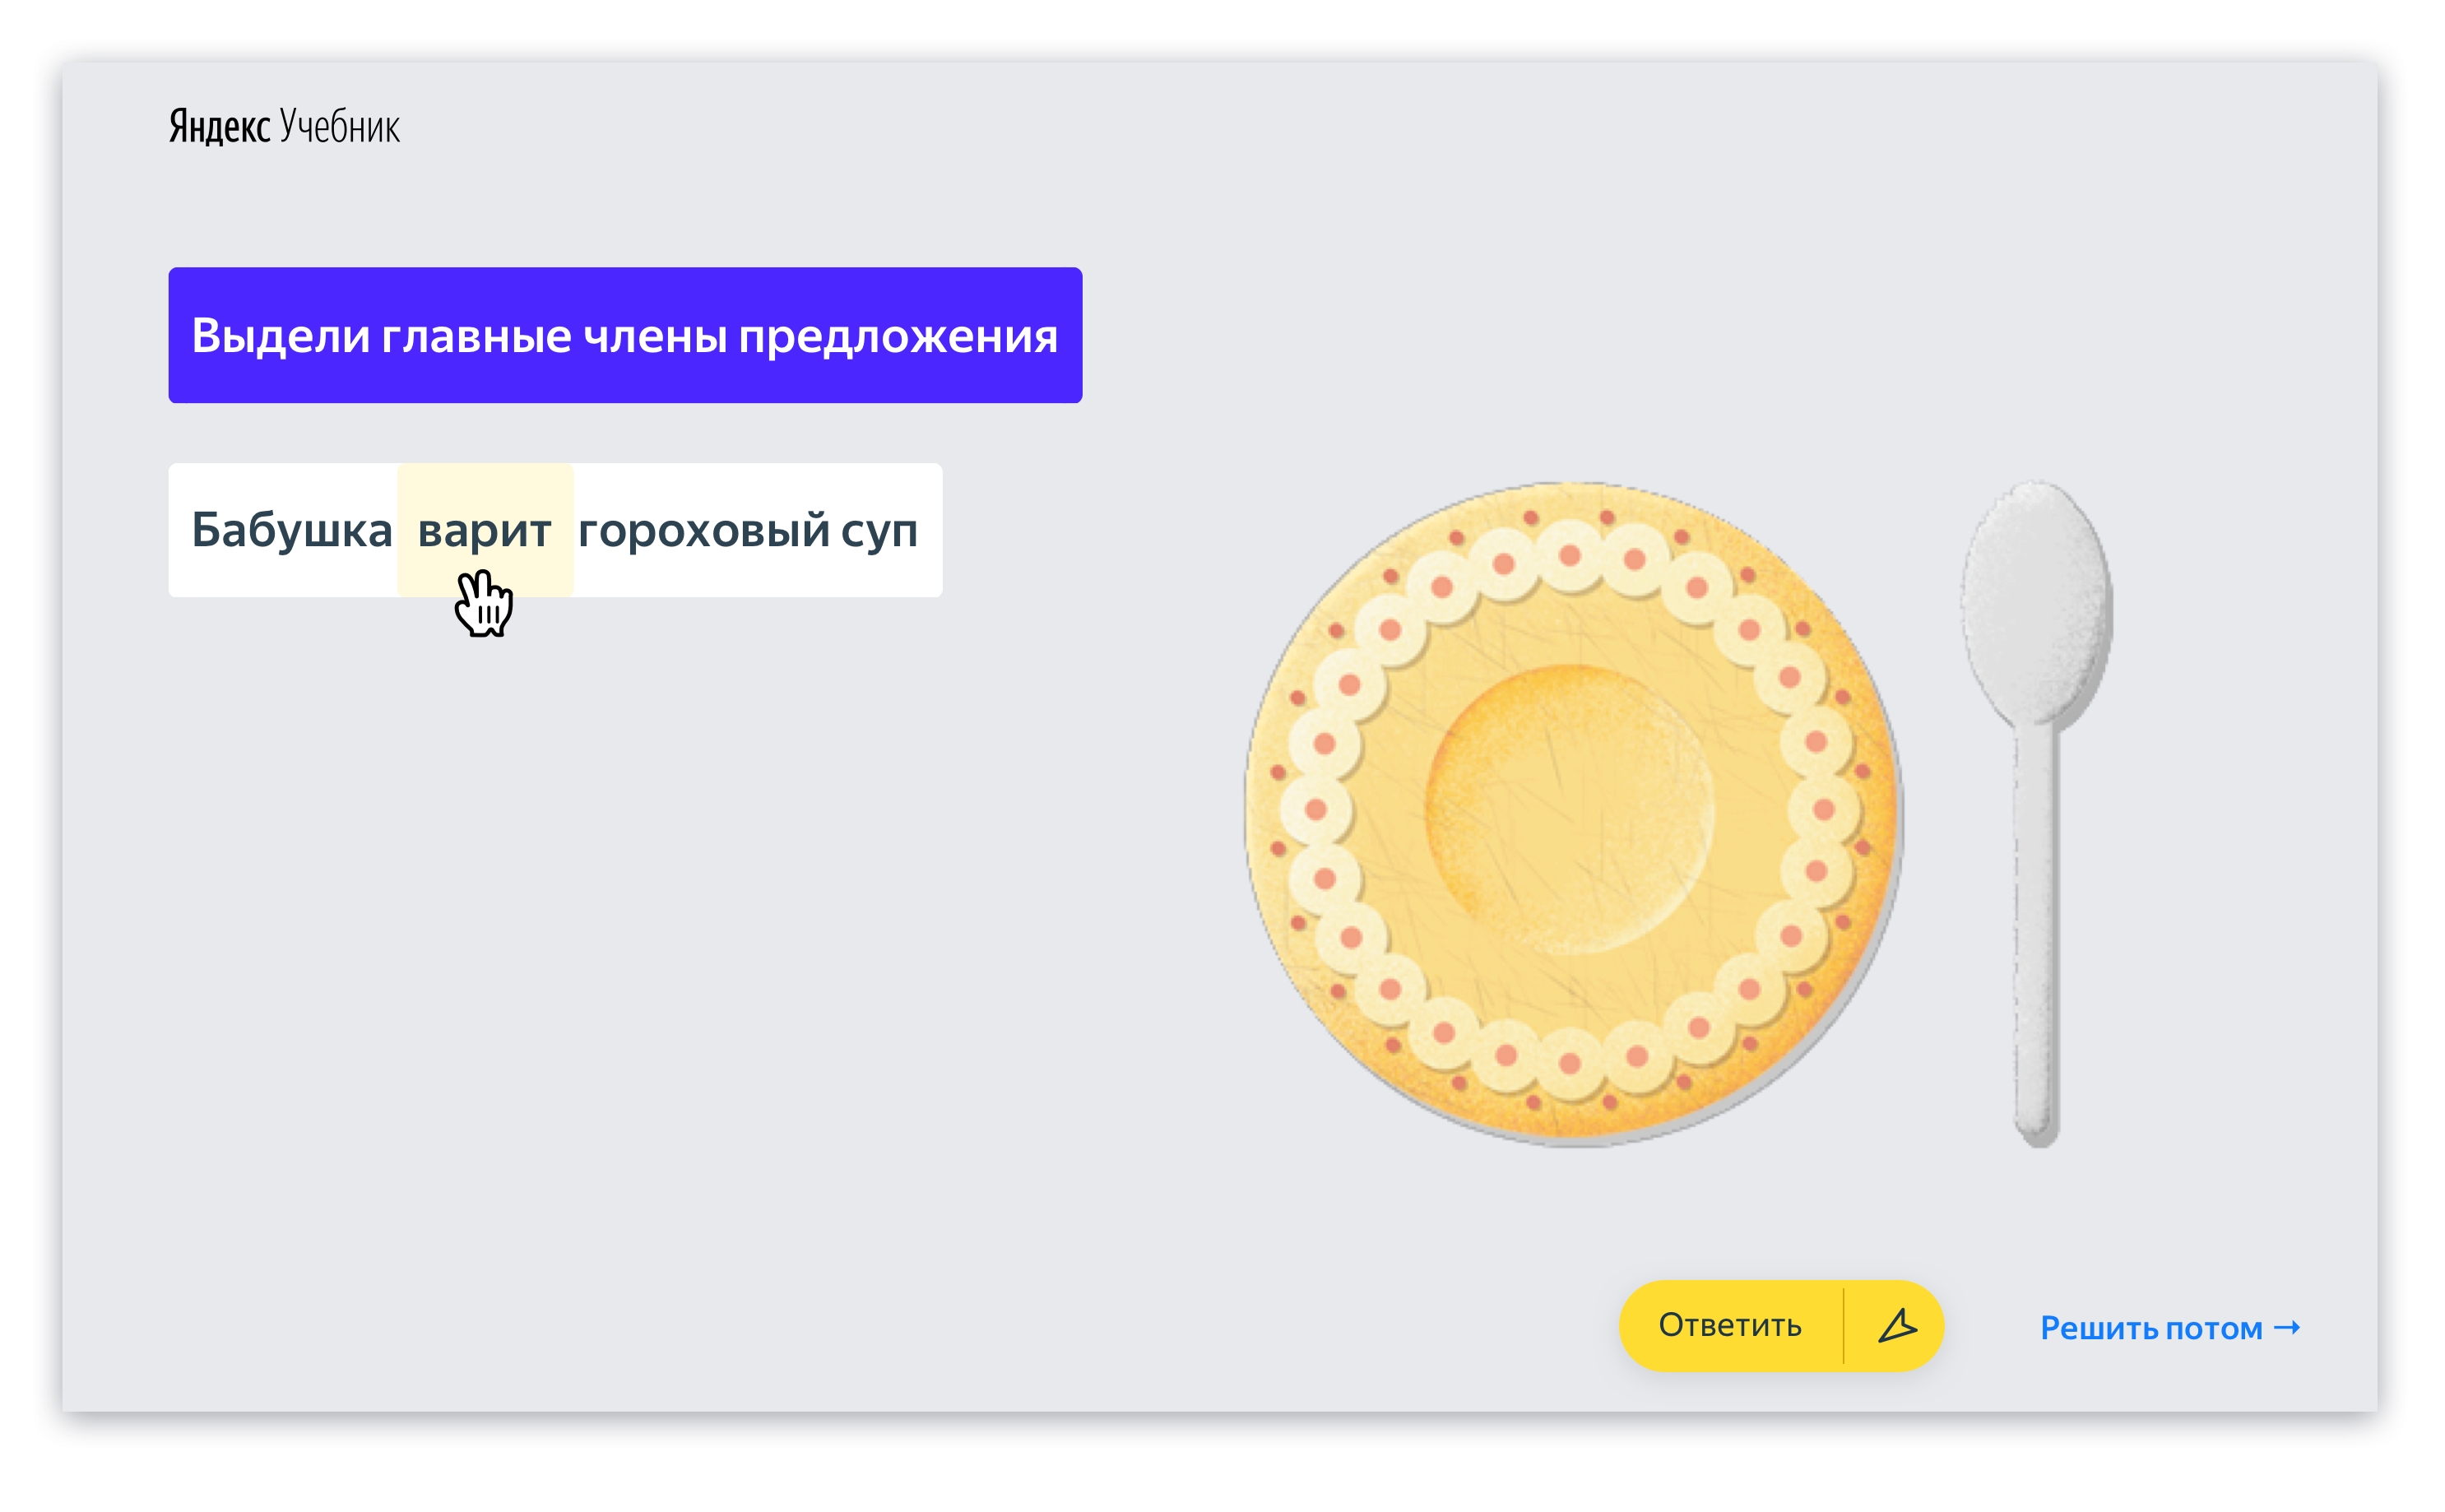 Яндекс Учебник
Выдели главные члены предложения
Бабушка варит гороховый суп
Ответить
Решить потом →